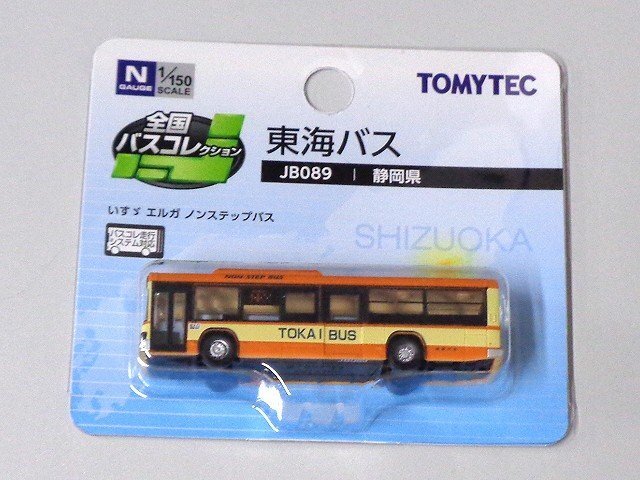 N
GAUGE
1/150
SCALE
TOMYTEC
全国
バスコレクション
東海バス
JB089 | 静岡県
いすゞ エルガ ノンステップバス
バスコレ走行
システム対応
SHIZUOKA
NON-STEP BUS
TOKAI BUS